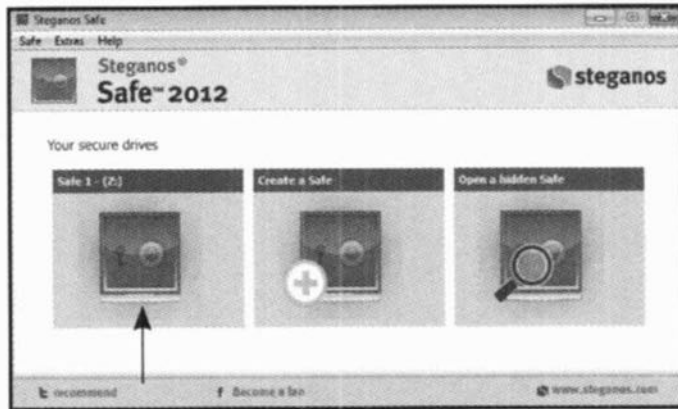 Steganos Safe
Safe Extras Help
Steganos®
Safe™ 2012
steganos
Your secure drives
Safe 1 - (Z:)
Create a Safe
Open a hidden Safe
recommend
Become a fan
www.steganos.com